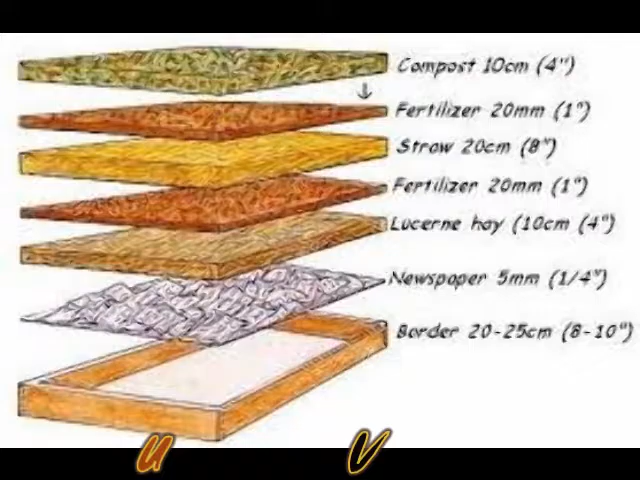 Compost 10cm (4")
Fertilizer 20mm (1")
Straw 20cm (8")
Fertilizer 20mm (1")
Lucerne hay (10cm (4")
Newspaper 5mm (1/4")
Border 20-25cm (8-10")
u V